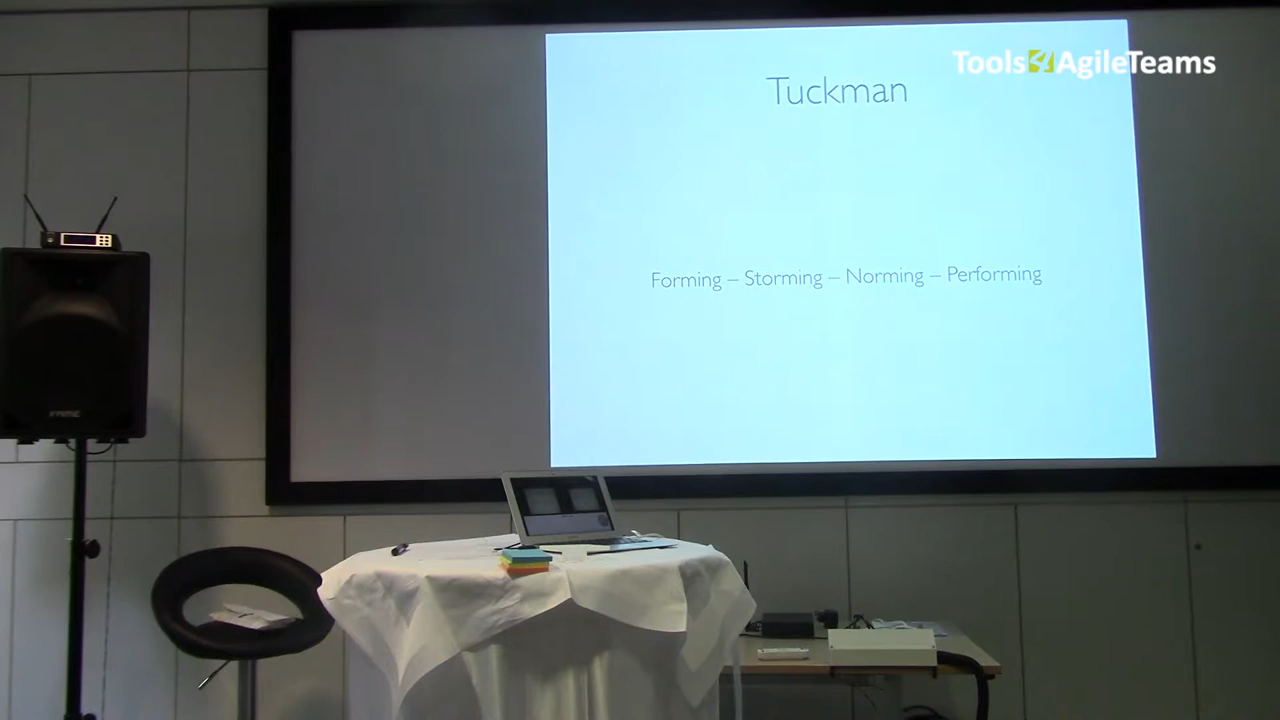 Tools4AgileTeams
Tuckman
Forming – Storming – Norming – Performing